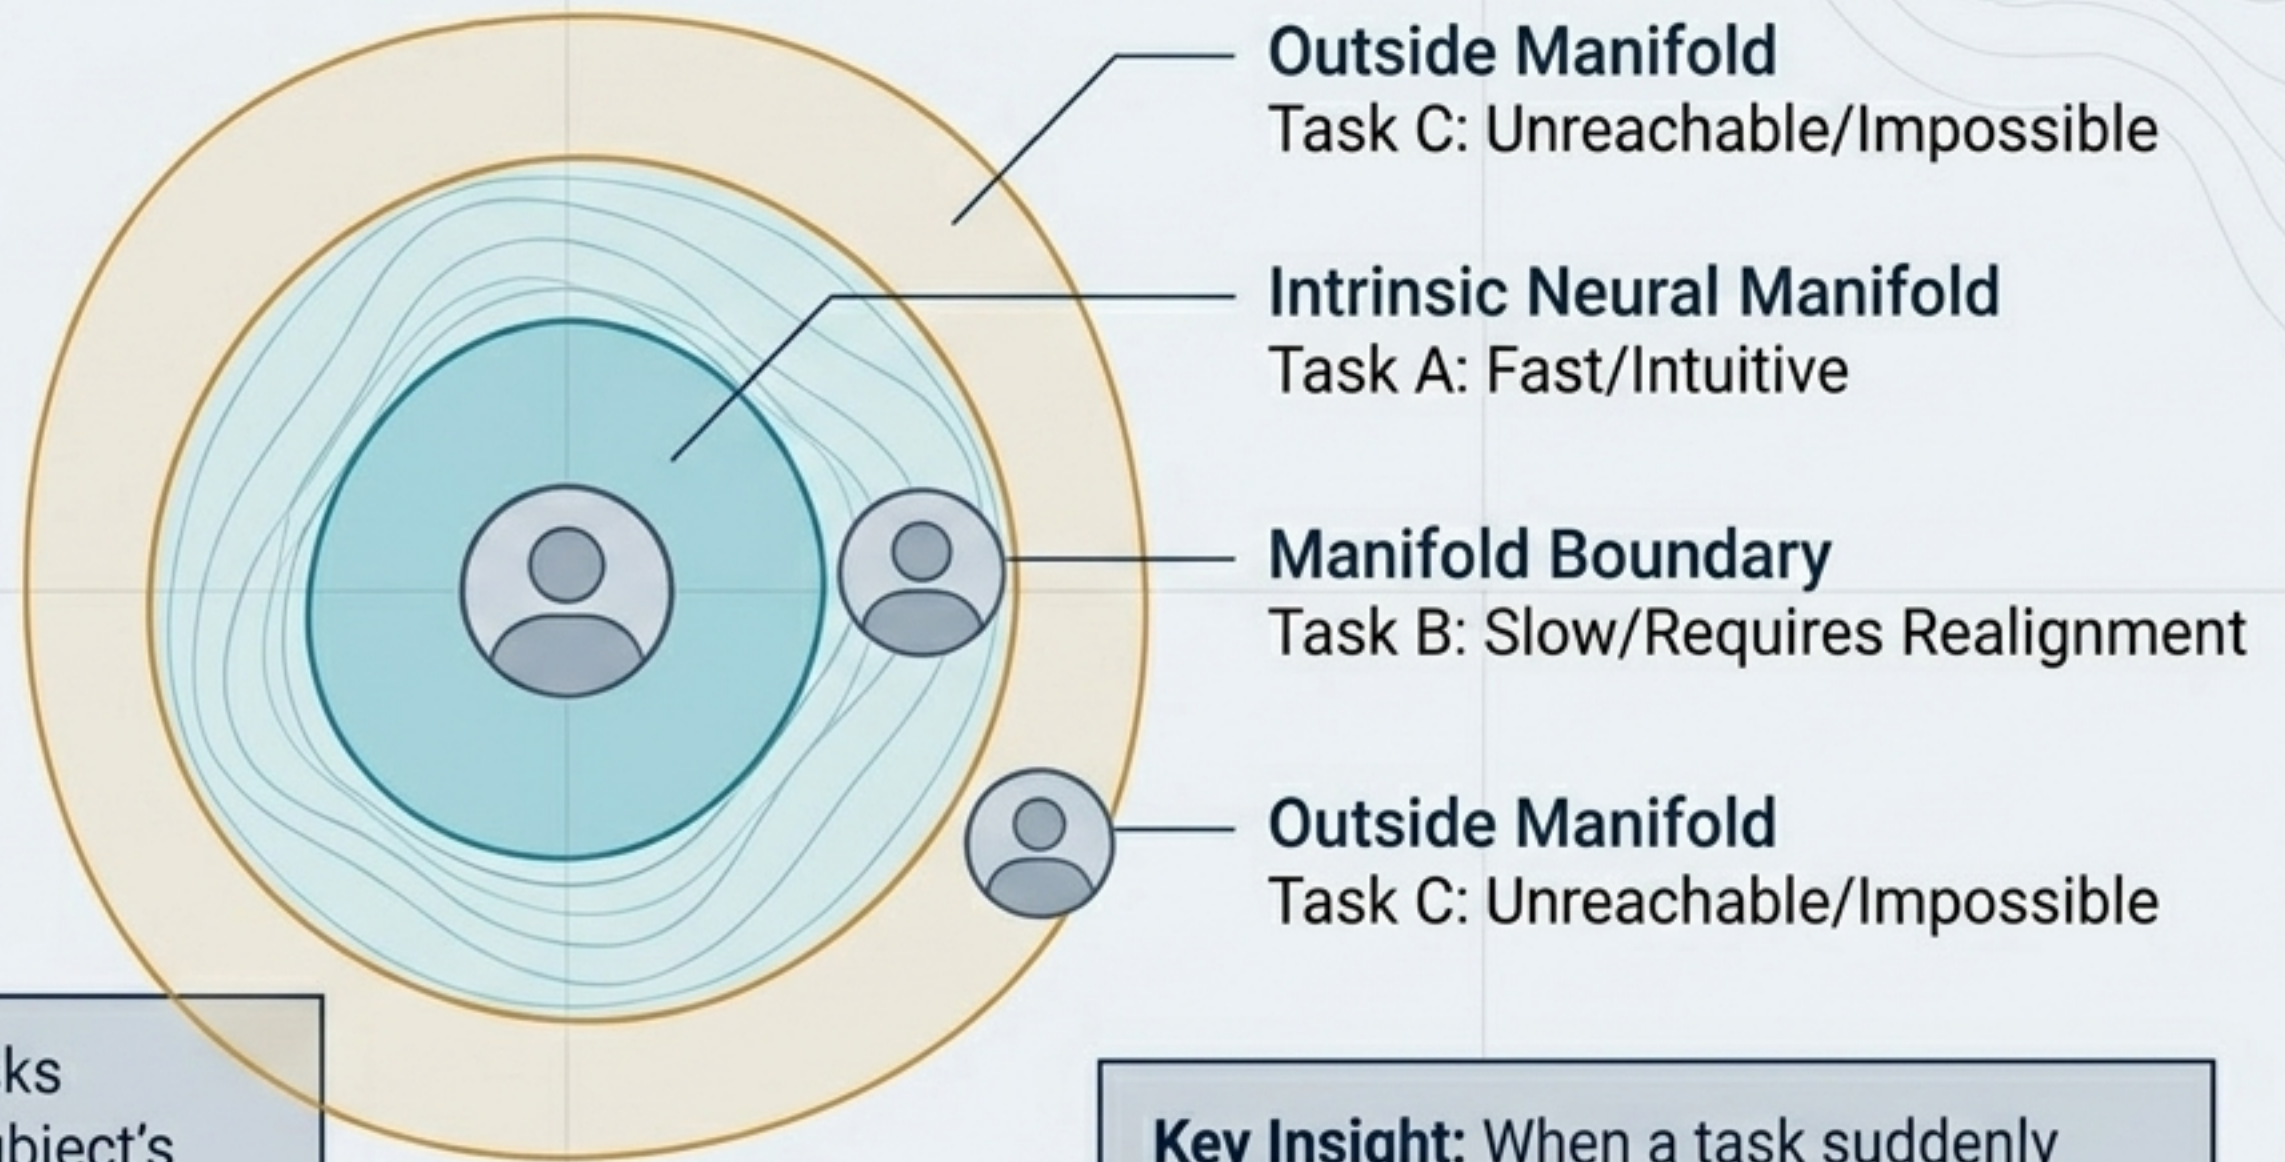 Outside Manifold
Task C: Unreachable/Impossible
Intrinsic Neural Manifold
Task A: Fast/Intuitive
Manifold Boundary
Task B: Slow/Requires Realignment
Outside Manifold
Task C: Unreachable/Impossible
ks
bject's
Key Insight: When a task suddenly